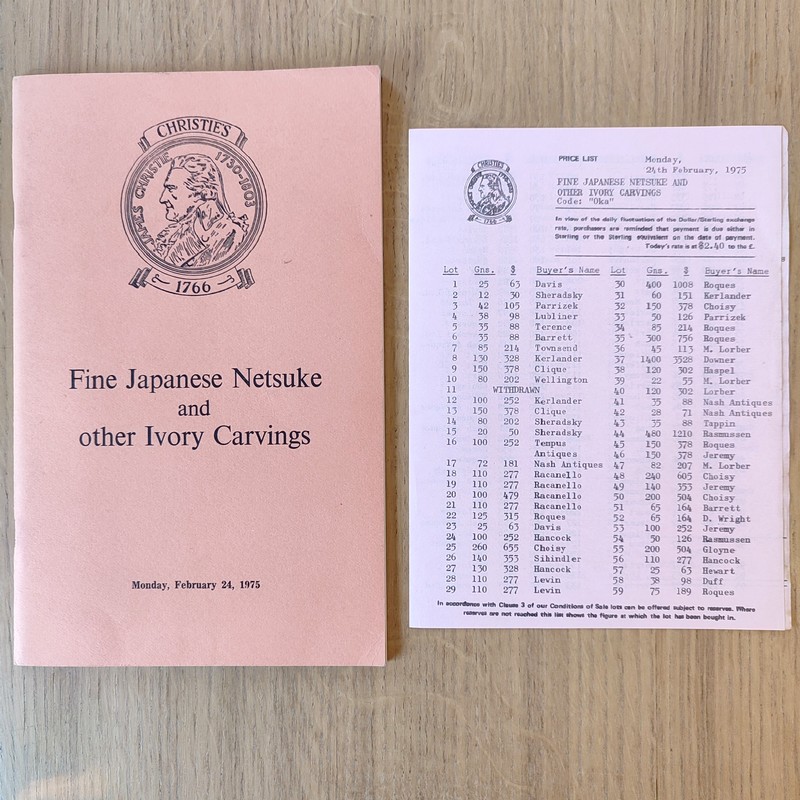 CHRISTIE'S
JAMES CHRISTIE 1730-1803
1766
Fine Japanese Netsuke
and
other Ivory Carvings
Monday, February 24, 1975
CHRISTIE'S
1766
PRICE LIST Monday,
24th February, 1975
FINE JAPANESE NETSUKE AND
OTHER IVORY CARVINGS
Code: "Oka"
In view of the daily fluctuation of the Dollar/Sterling exchange
rate, purchasers are reminded that payment is due either in
Sterling or the Sterling equivalent on the date of payment.
Today's rate is at $2.40 to the £.
Lot Gns. $ Buyer's Name Lot Gns. $ Buyer's Name
1 25 63 Davis 30 400 1008 Roques
2 12 30 Sheradsky 31 60 151 Kerlander
3 42 105 Parrizek 32 150 378 Choisy
4 38 98 Lubliner 33 50 126 Parrizek
5 35 88 Terence 34 85 214 Roques
6 35 88 Barrett 35 300 756 Roques
7 85 214 Townsend 36 45 113 M. Lorber
8 130 328 Kerlander 37 1400 3528 Downer
9 150 378 Clique 38 120 302 Haspel
10 80 202 Wellington 39 22 55 M. Lorber
11 WITHDRAWN 40 120 302 Lorber
12 100 252 Kerlander 41 35 88 Nash Antiques
13 150 378 Clique 42 28 71 Nash Antiques
14 80 202 Sheradsky 43 35 88 Tappin
15 20 50 Sheradsky 44 480 1210 Rasmussen
16 100 252 Tempus 45 150 378 Roques
Antiques 46 150 378 Jeremy
17 72 181 Nash Antiques 47 82 207 M. Lorber
18 110 277 Racanello 48 240 605 Choisy
19 110 277 Racanello 49 140 353 Jeremy
20 100 479 Racanello 50 200 504 Choisy
21 110 277 Racanello 51 65 164 Barrett
22 125 315 Roques 52 65 164 D. Wright
23 25 63 Davis 53 100 252 Jeremy
24 100 252 Hancock 54 50 126 Rasmussen
25 260 655 Choisy 55 200 504 Gloyne
26 140 353 Sihindler 56 110 277 Hancock
27 130 328 Hancock 57 25 63 Hewart
28 110 277 Levin 58 38 98 Duff
29 110 277 Levin 59 75 189 Roques
In accordance with Clause 3 of our Conditions of Sale lots can be offered subject to reserves. Where
reserves are not reached this list shows the figure at which the lot has been bought in.